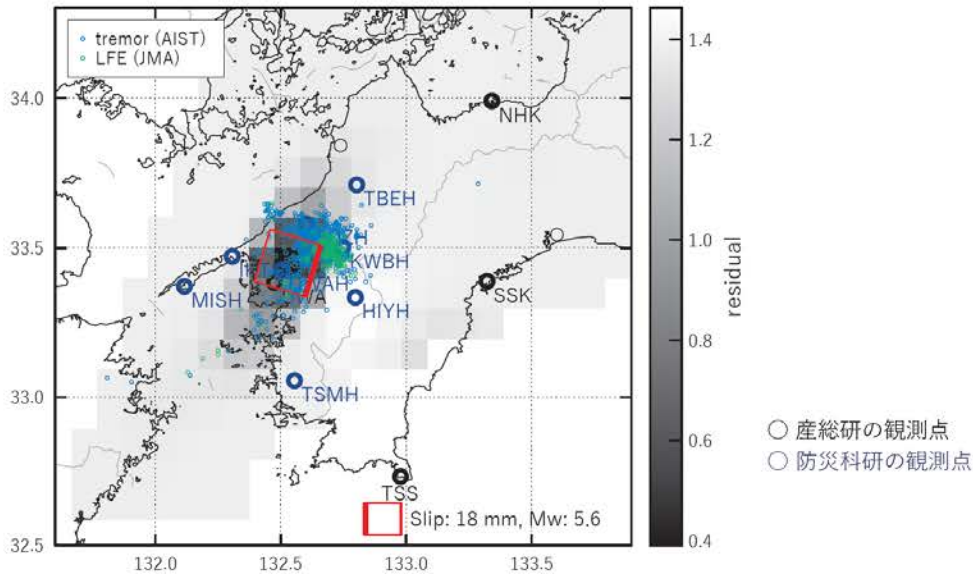 tremor (AIST)
LFE (JMA)
34.0
33.5
33.0
32.5
132.0
132.5
133.0
133.5
NHK
TBEH
KWBH
MISH
HIYH
SSK
TSMH
TSS
Slip: 18 mm, Mw: 5.6
1.4
1.2
1.0
0.8
0.6
0.4
residual
産総研の観測点
防災科研の観測点